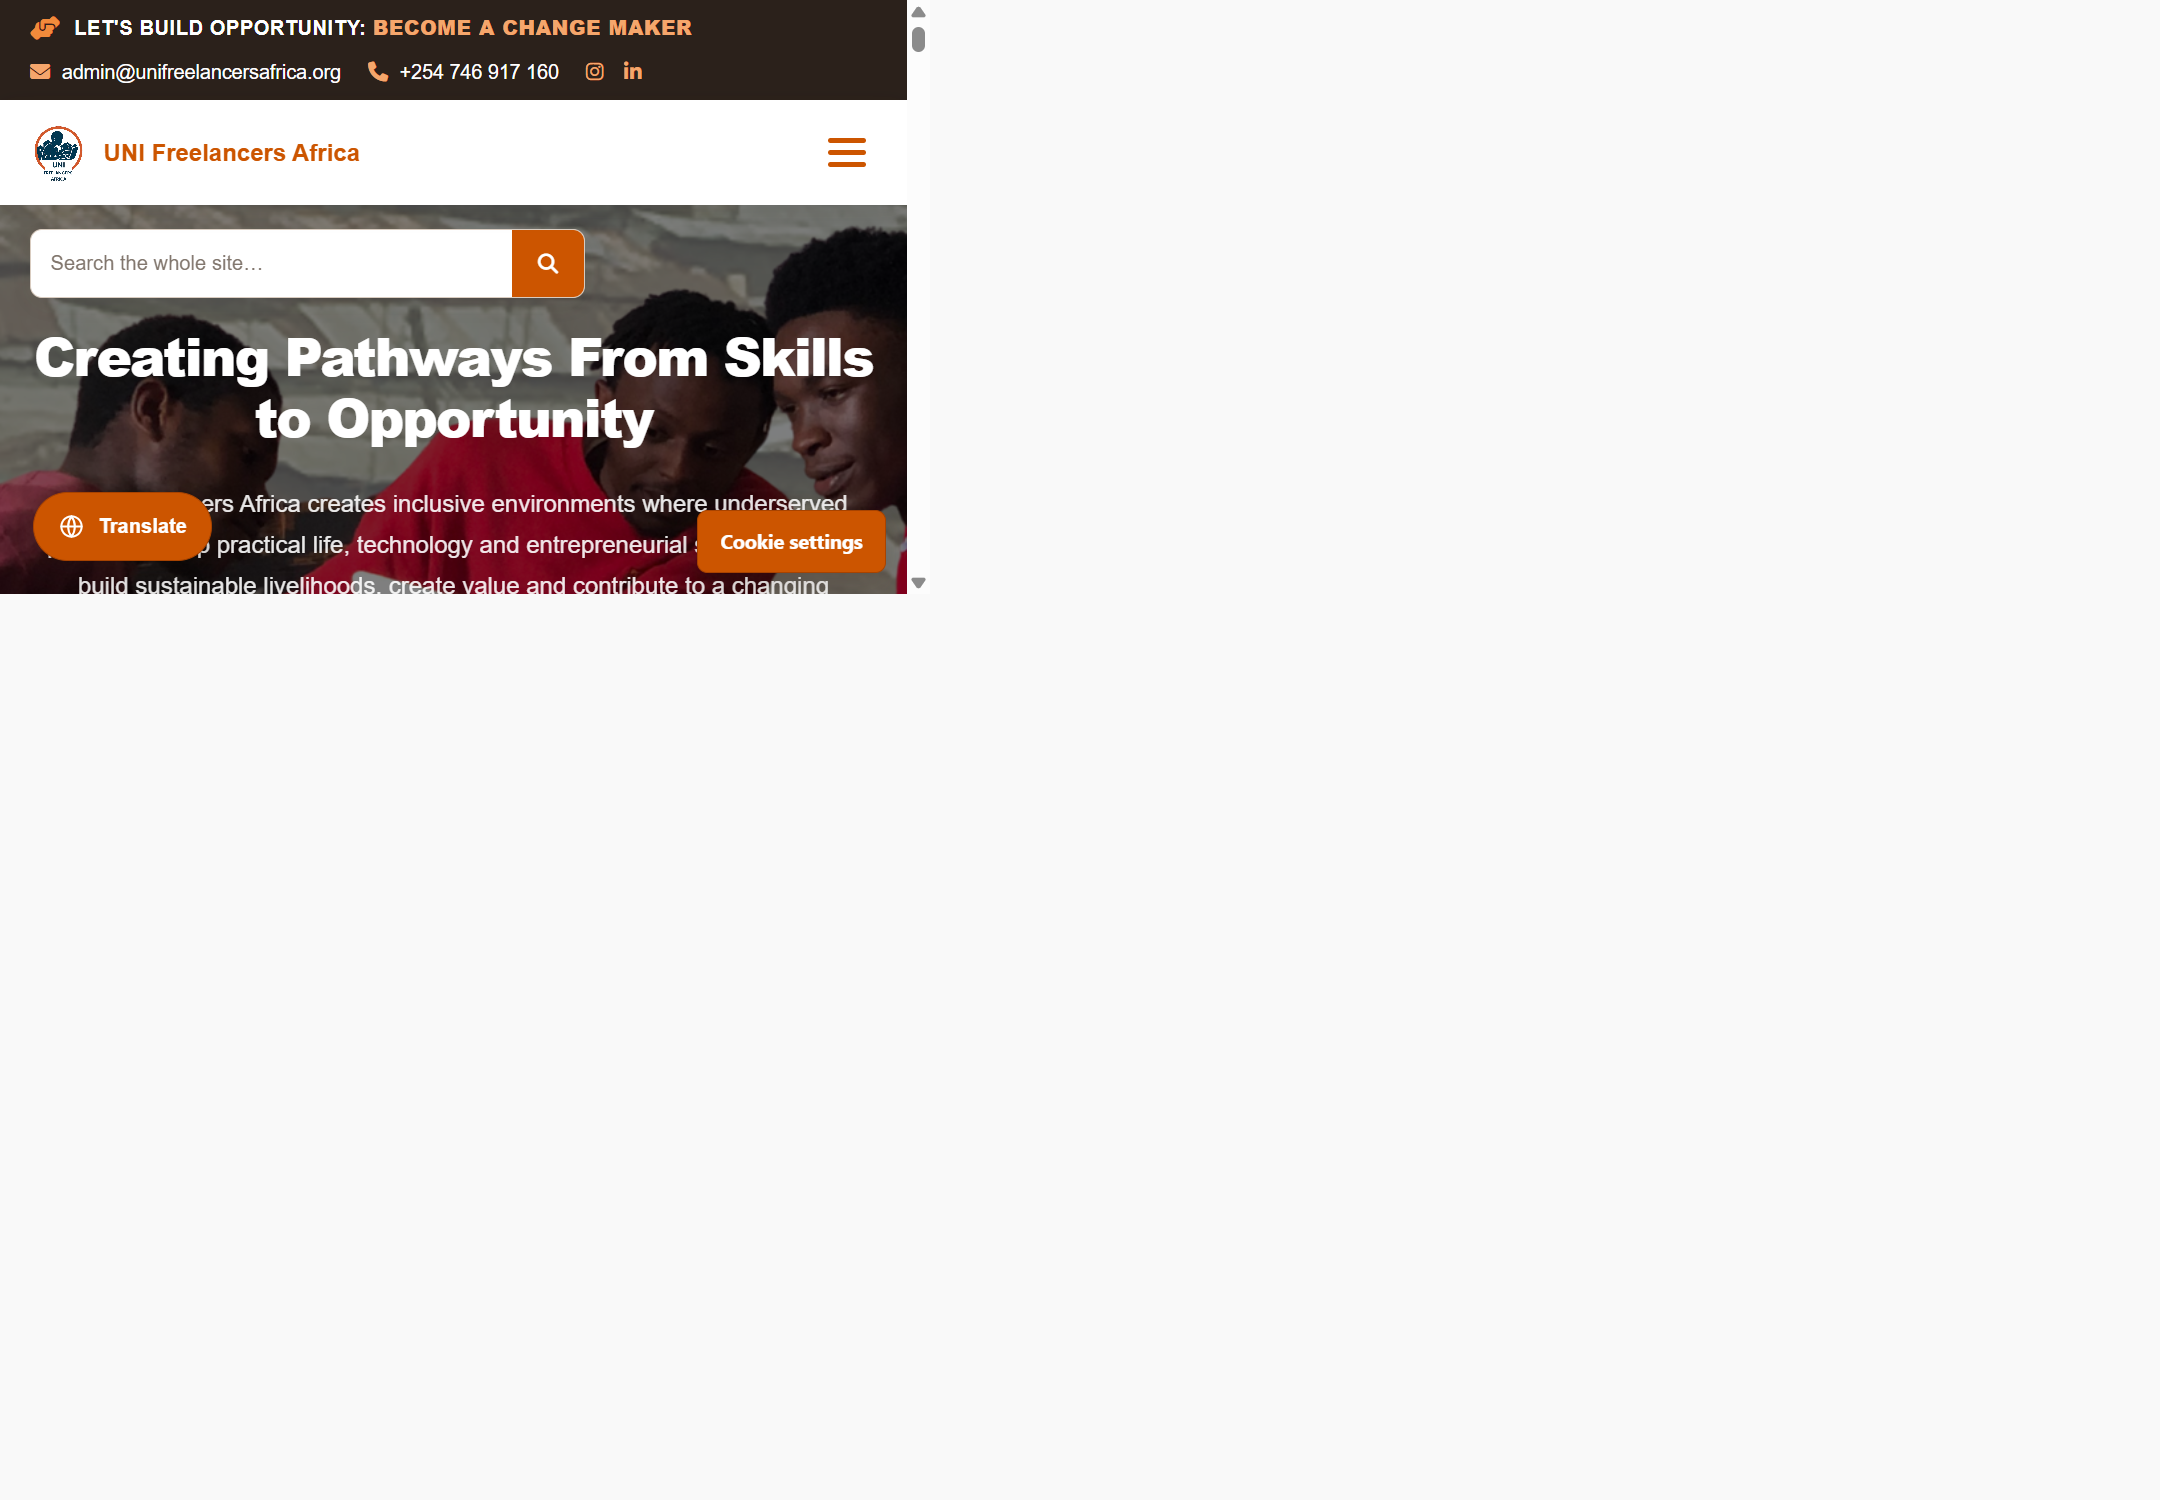 LET'S BUILD OPPORTUNITY: BECOME A CHANGE MAKER
admin@unifreelancersafrica.org +254 746 917 160
UNI
AFRICA
UNI Freelancers Africa
Search the whole site…
Creating Pathways From Skills
to Opportunity
Africa creates inclusive environments where underserved
practical life, technology and entrepreneurial
build sustainable livelihoods, create value and contribute to a changing
Translate
Cookie settings